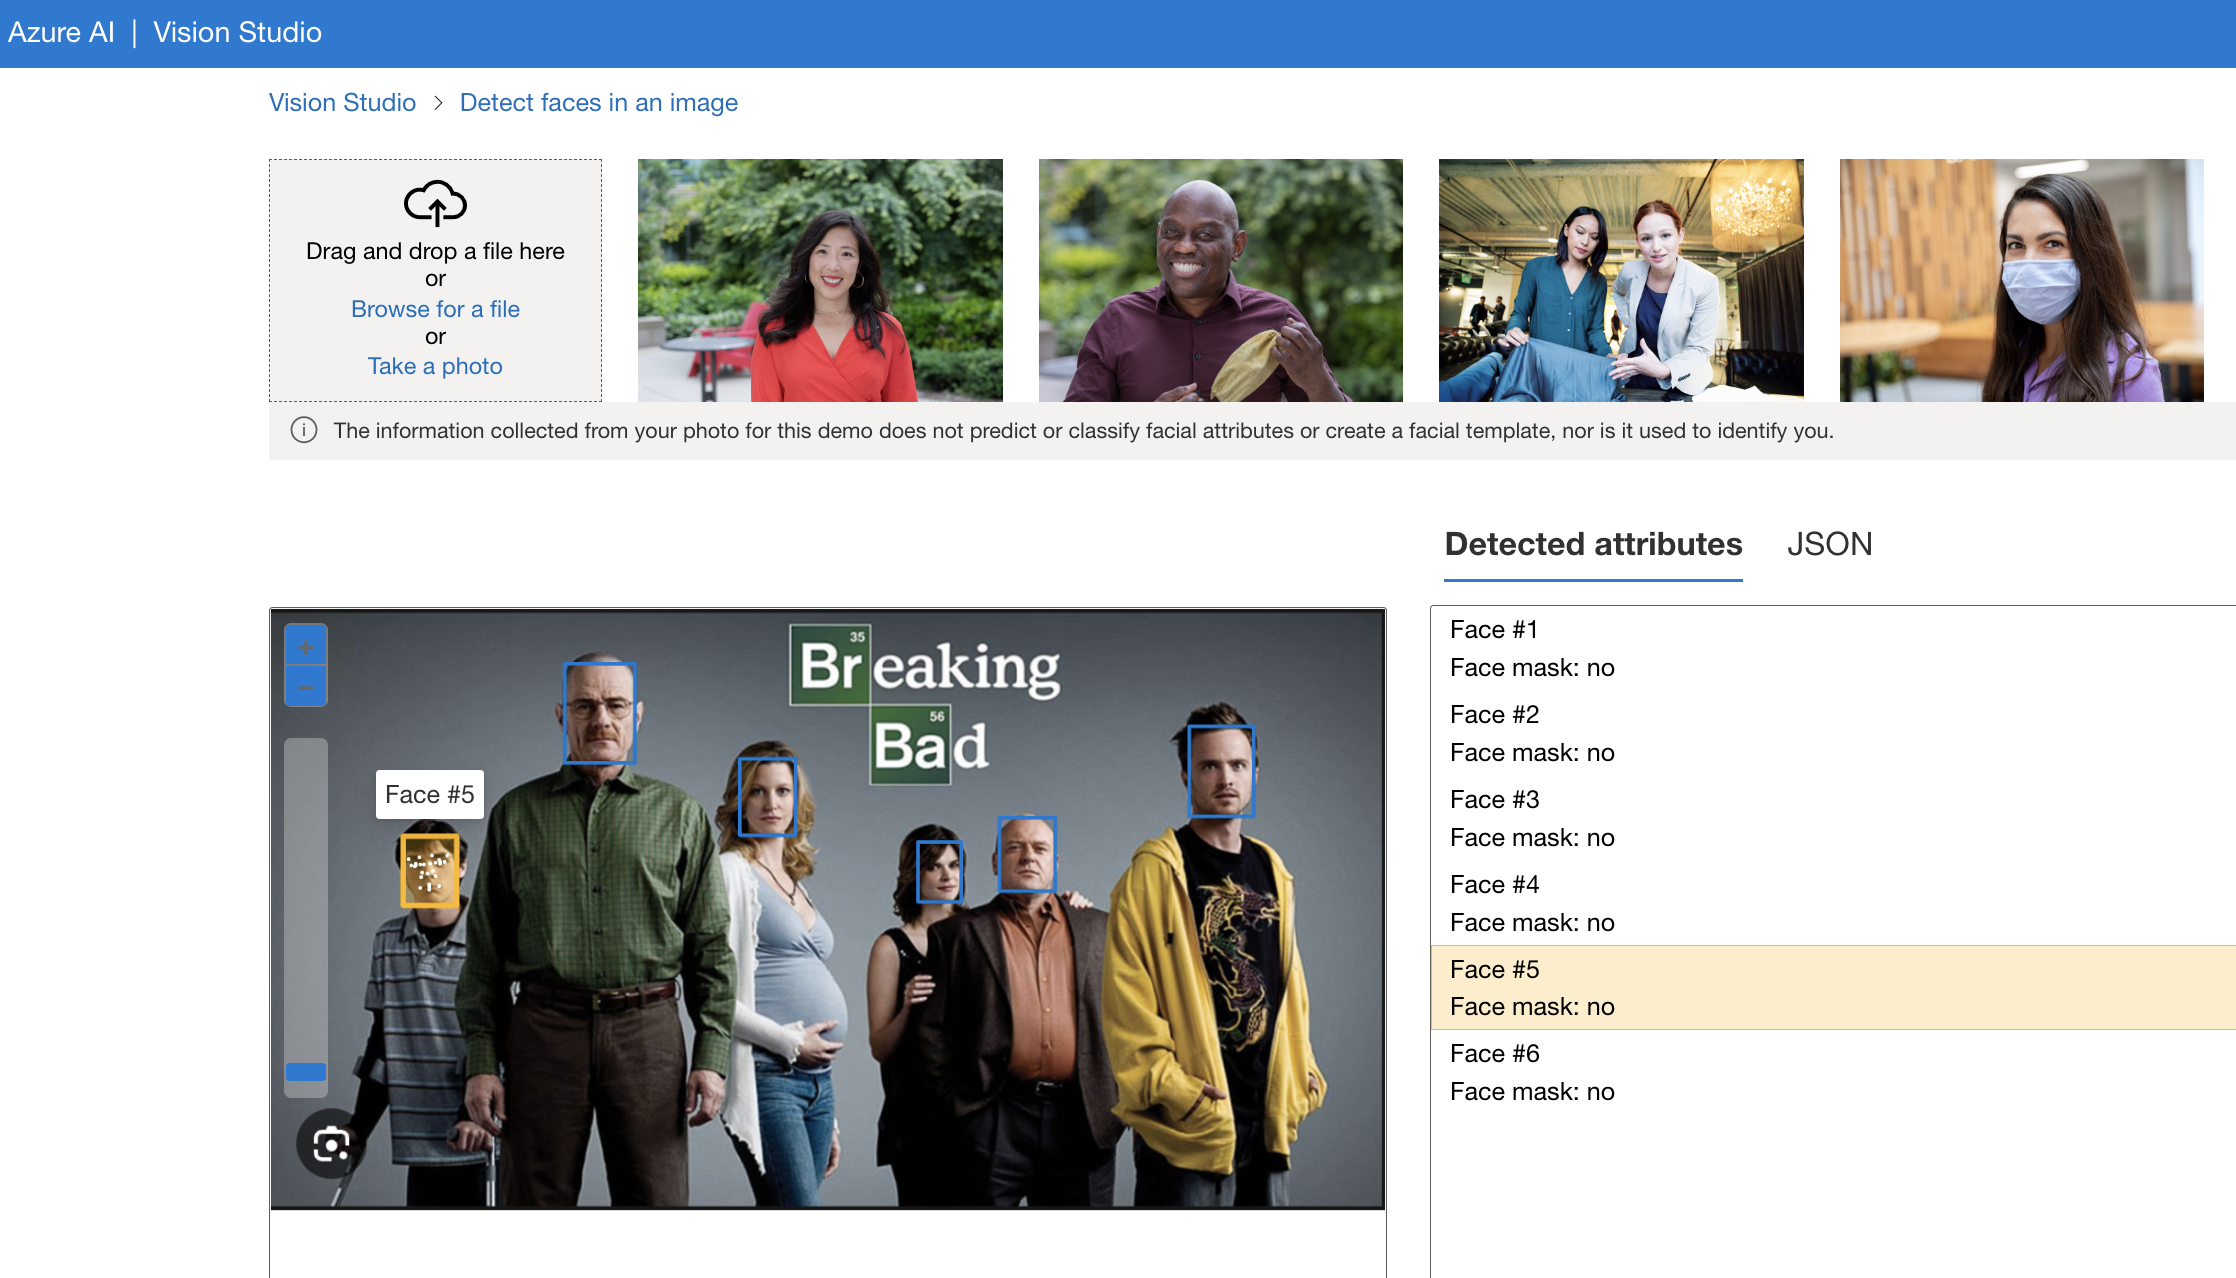 Azure AI | Vision Studio
Vision Studio > Detect faces in an image
Drag and drop a file here
or
Browse for a file
or
Take a photo
The information collected from your photo for this demo does not predict or classify facial attributes or create a facial template, nor is it used to identify you.
Detected attributes JSON
35
Breaking
56
Bad
Face #5
Face #1
Face mask: no
Face #2
Face mask: no
Face #3
Face mask: no
Face #4
Face mask: no
Face #5
Face mask: no
Face #6
Face mask: no